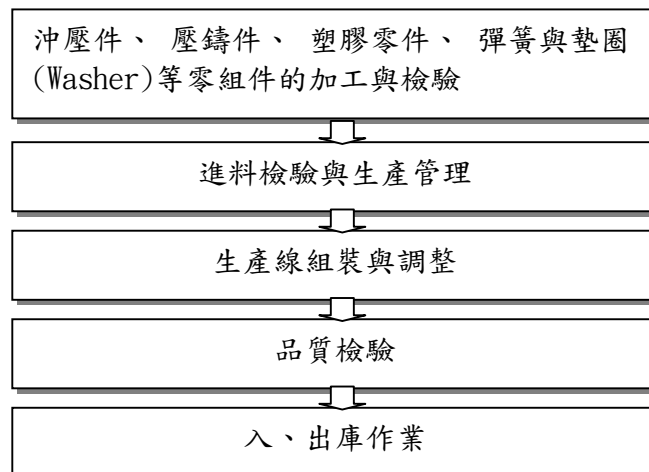 沖壓件、 壓鑄件、 塑膠零件、 彈簧與墊圈
(Washer)等零組件的加工與檢驗
進料檢驗與生產管理
生產線組裝與調整
品質檢驗
入、出庫作業